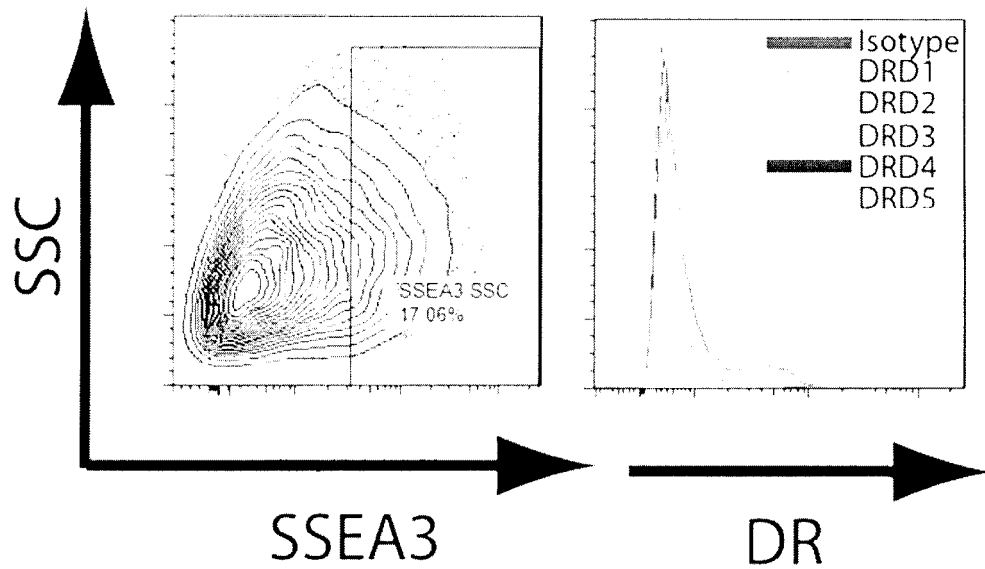 SSC
SSEA3 SSC
17.06%
Isotype
DRD1
DRD2
DRD3
DRD4
DRD5
SSEA3
DR